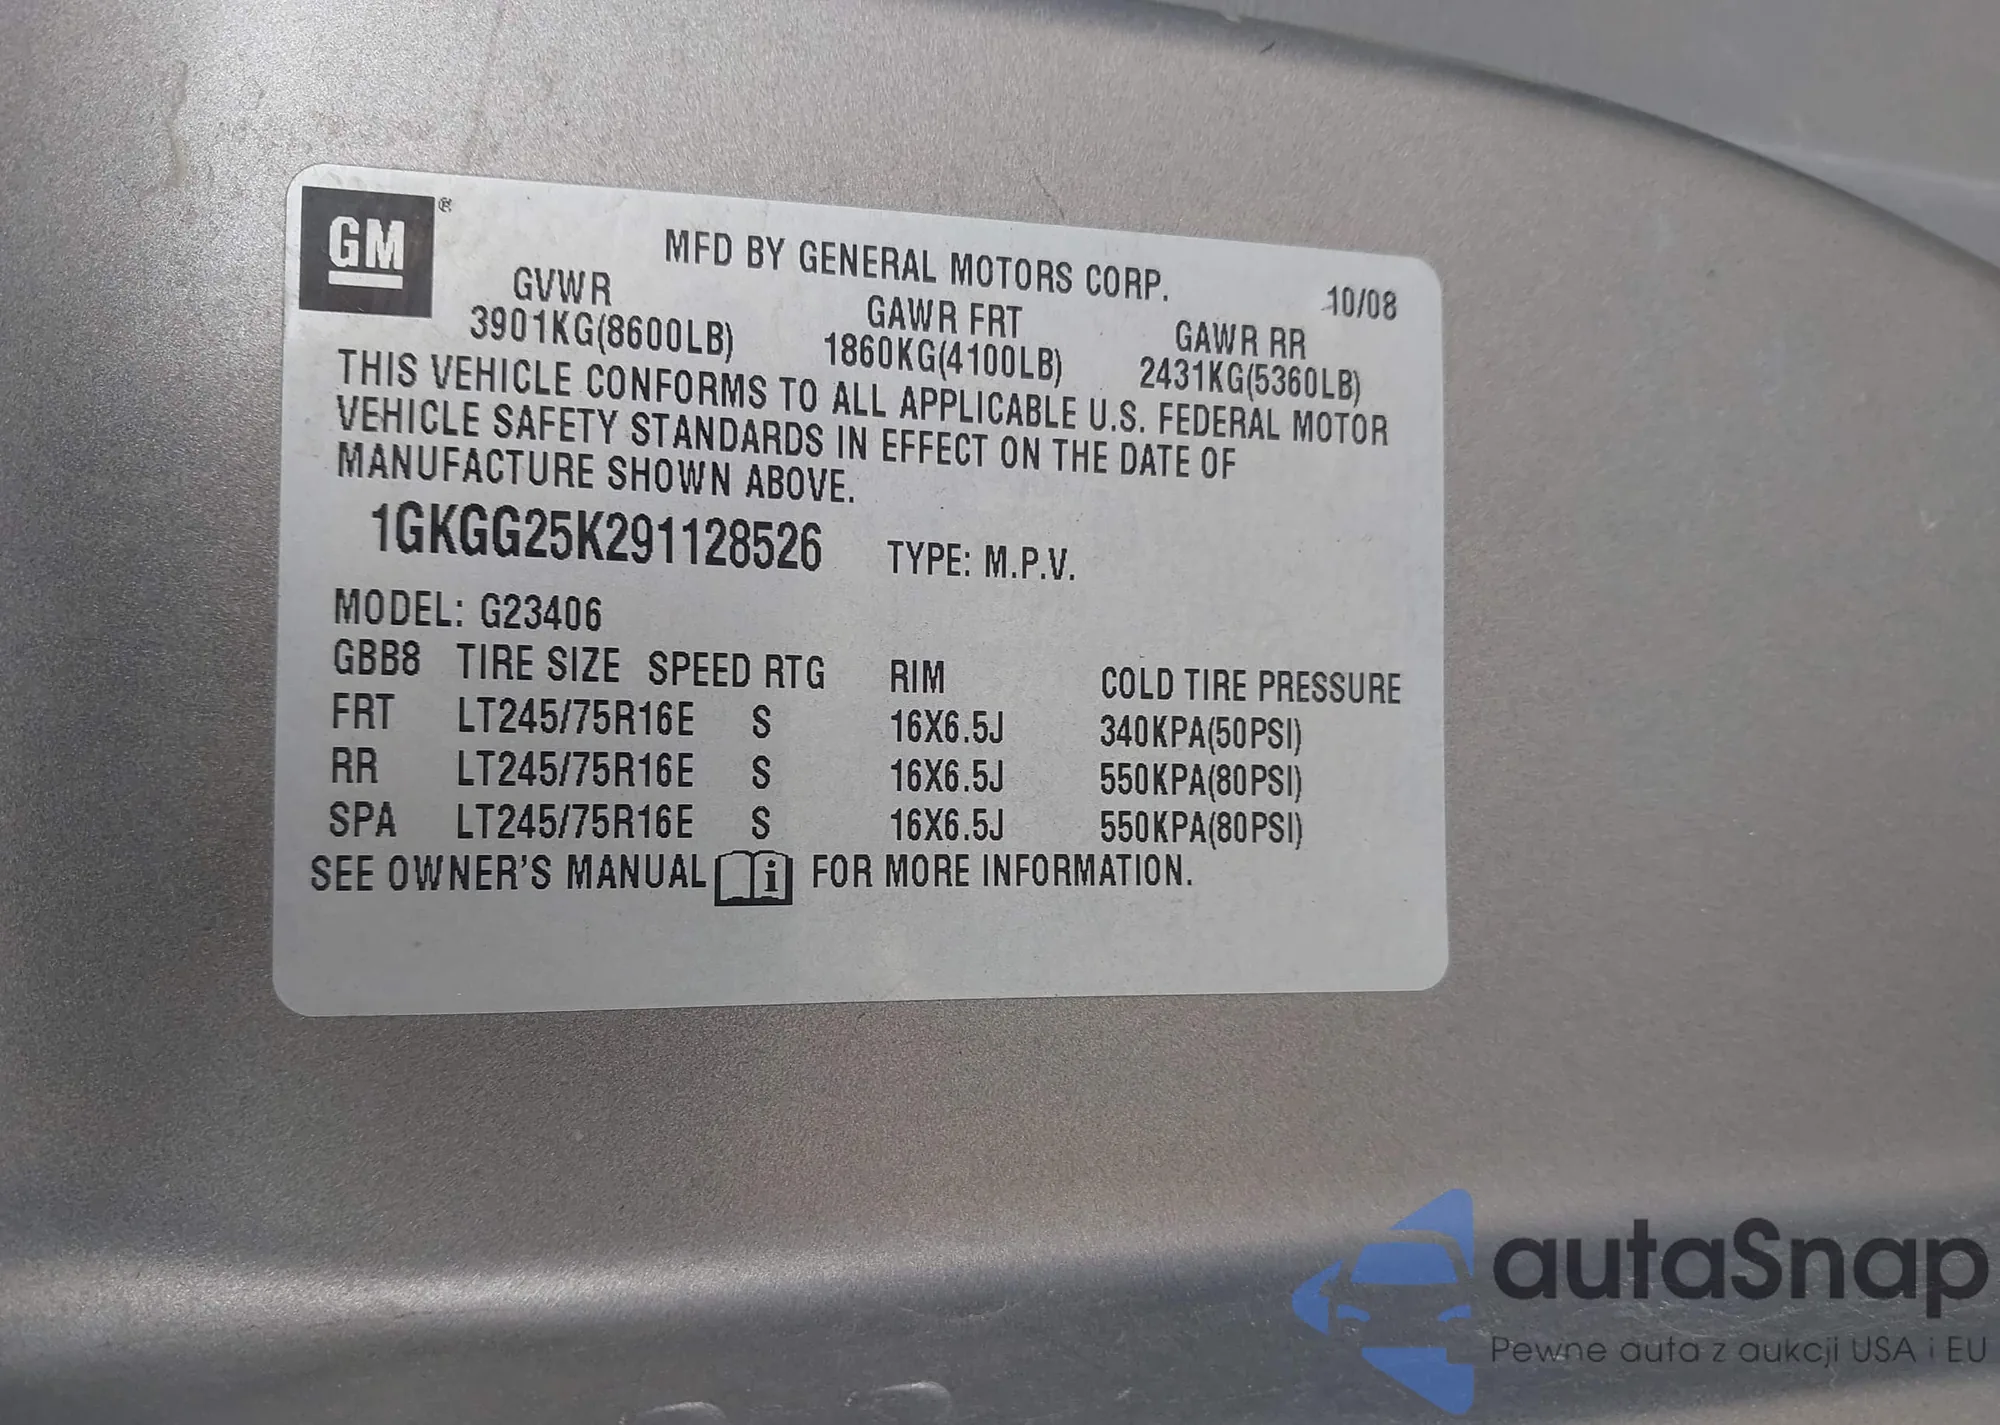 GM ®
MFD BY GENERAL MOTORS CORP. 10/08
GVWR GAWR FRT GAWR RR
3901KG(8600LB) 1860KG(4100LB) 2431KG(5360LB)
THIS VEHICLE CONFORMS TO ALL APPLICABLE U.S. FEDERAL MOTOR
VEHICLE SAFETY STANDARDS IN EFFECT ON THE DATE OF
MANUFACTURE SHOWN ABOVE.
1GKGG25K291128526 TYPE: M.P.V.
MODEL: G23406
GBB8 TIRE SIZE SPEED RTG RIM COLD TIRE PRESSURE
FRT LT245/75R16E S 16X6.5J 340KPA(50PSI)
RR LT245/75R16E S 16X6.5J 550KPA(80PSI)
SPA LT245/75R16E S 16X6.5J 550KPA(80PSI)
SEE OWNER'S MANUAL i FOR MORE INFORMATION.
autaSnap
Pewne auta z aukcji USA i EU